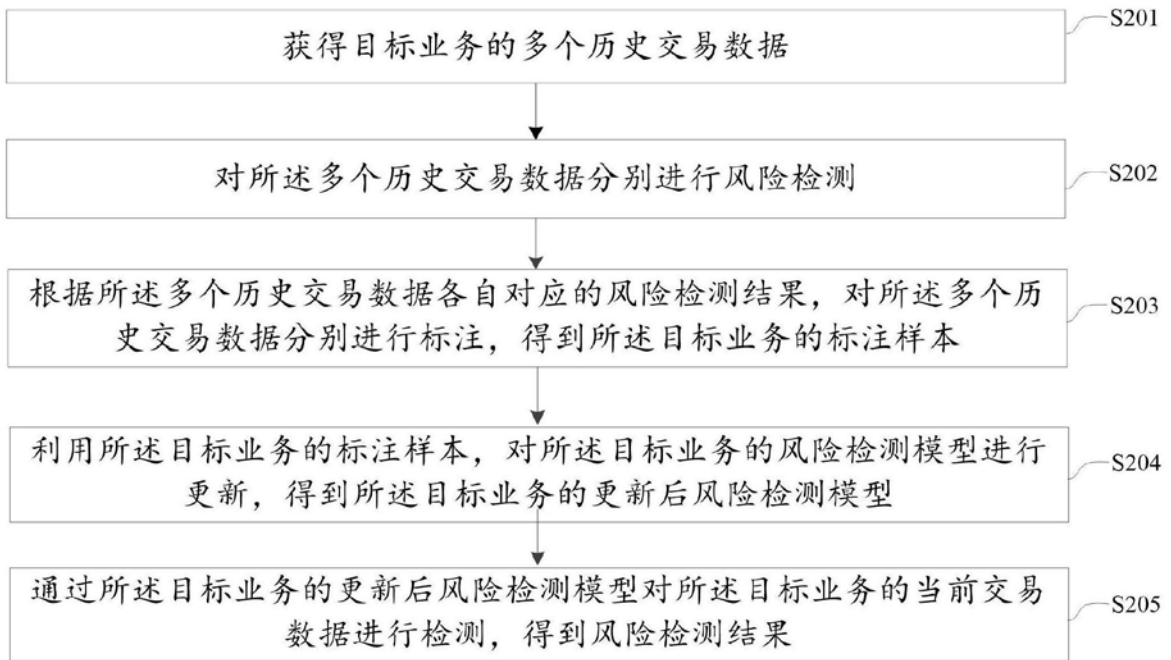 获得目标业务的多个历史交易数据
S201
对所述多个历史交易数据分别进行风险检测
S202
根据所述多个历史交易数据各自对应的风险检测结果，对所述多个历
史交易数据分别进行标注，得到所述目标业务的标注样本
S203
利用所述目标业务的标注样本，对所述目标业务的风险检测模型进行
更新，得到所述目标业务的更新后风险检测模型
S204
通过所述目标业务的更新后风险检测模型对所述目标业务的当前交易
数据进行检测，得到风险检测结果
S205